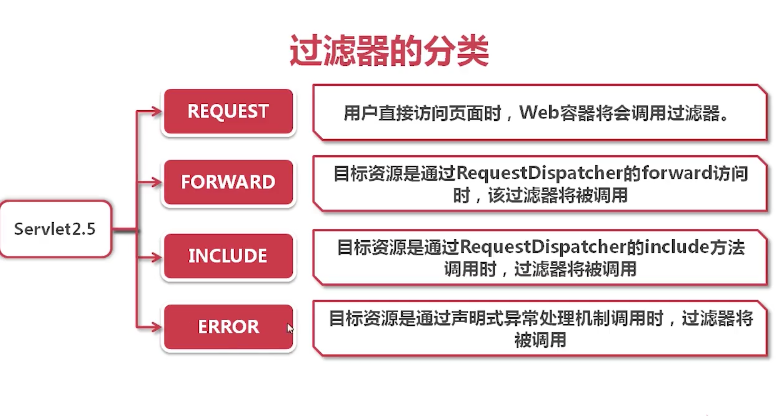 过滤器的分类
Servlet2.5
REQUEST
用户直接访问页面时，Web容器将会调用过滤器。
FORWARD
目标资源是通过RequestDispatcher的forward访问
时，该过滤器将被调用
INCLUDE
目标资源是通过RequestDispatcher的include方法
调用时，过滤器将被调用
ERROR
目标资源是通过声明式异常处理机制调用时，过滤器将
被调用